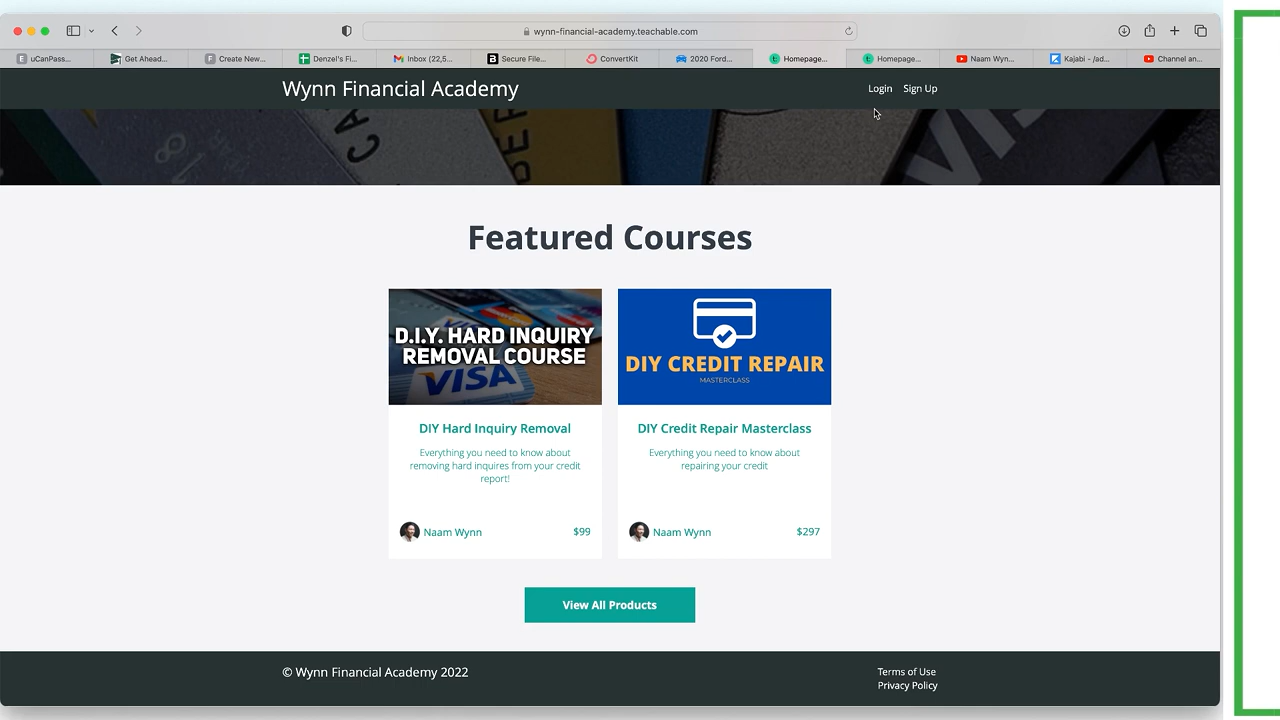 wynn-financial-academy.teachable.com
uCanPass...
Get Ahead...
Create New...
Denzel's Fi...
Inbox (22,5...
Secure File...
ConvertKit
2020 Ford...
Homepage...
Homepage...
Naam Wyn...
Kajabi - /ad...
Channel an...
Wynn Financial Academy
Login
Sign Up
VIS
Featured Courses
D.I.Y. HARD INQUIRY
REMOVAL COURSE
VISA
DIY Hard Inquiry Removal
Everything you need to know about
removing hard inquires from your credit
report!
Naam Wynn
$99
DIY CREDIT REPAIR
MASTERCLASS
DIY Credit Repair Masterclass
Everything you need to know about
repairing your credit
Naam Wynn
$297
View All Products
© Wynn Financial Academy 2022
Terms of Use
Privacy Policy